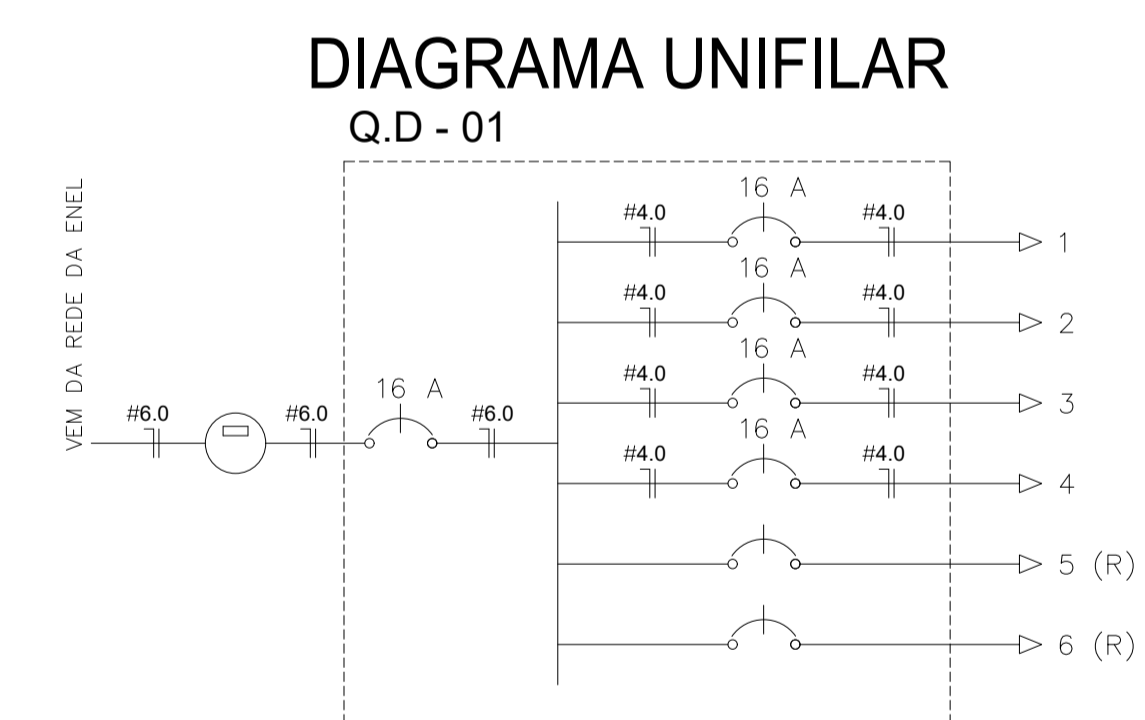 DIAGRAMA UNIFILAR
Q.D - 01
VEM DA REDE DA ENEL
#6.0
#6.0
16 A
#6.0
#4.0
16 A
#4.0
1
#4.0
16 A
#4.0
2
#4.0
16 A
#4.0
3
#4.0
16 A
#4.0
4
5 (R)
6 (R)